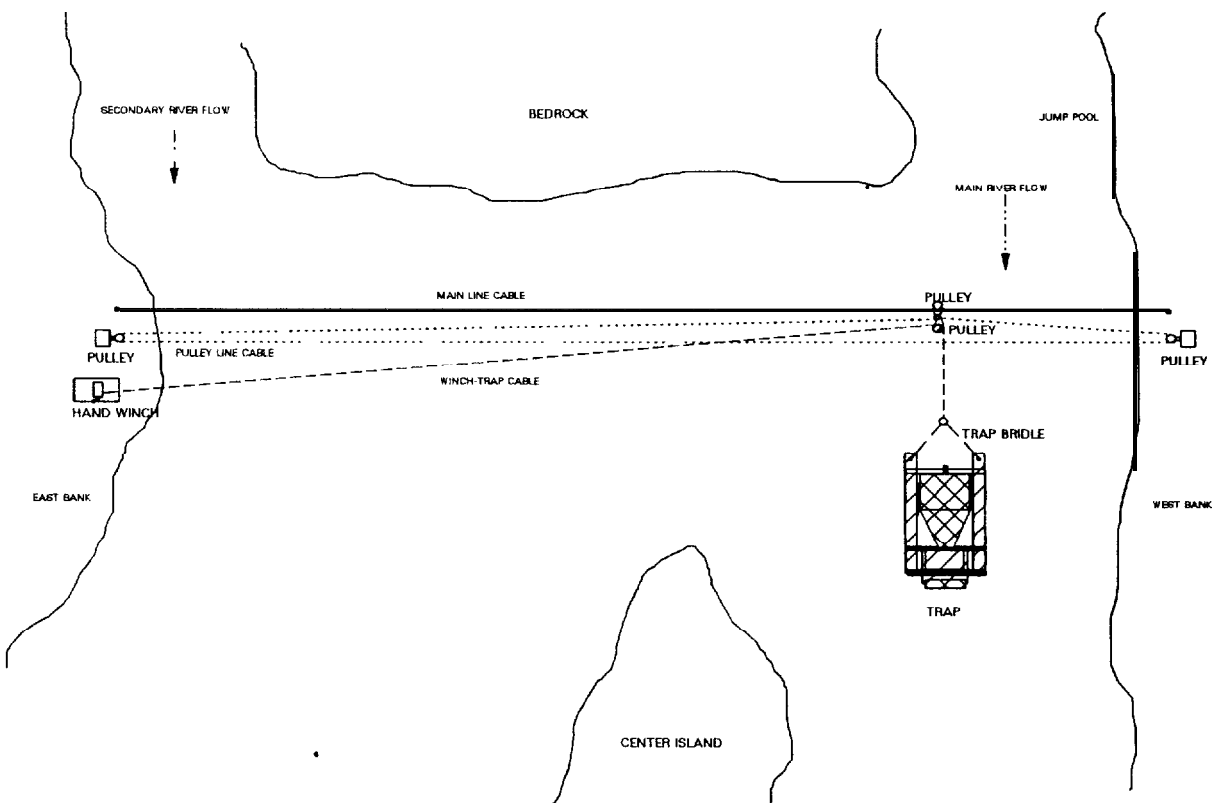 SECONDARY RIVER FLOW
BEDROCK
JUMP POOL
MAIN RIVER FLOW
MAIN LINE CABLE
PULLEY
PULLEY
PULLEY
PULLEY LINE CABLE
PULLEY
WINCH-TRAP CABLE
HAND WINCH
TRAP BRIDLE
EAST BANK
WEST BANK
TRAP
CENTER ISLAND